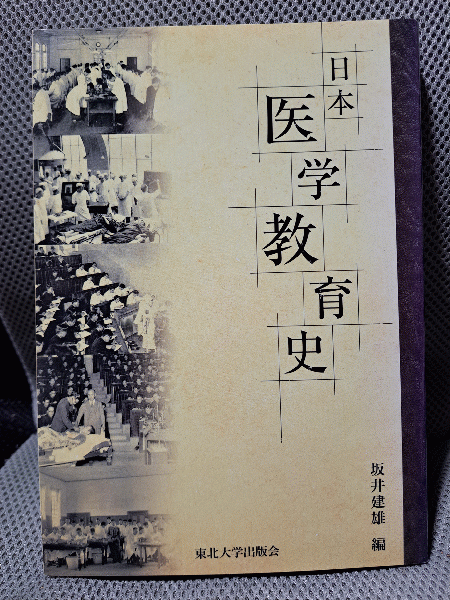 日本医学教育史
坂井建雄 編
東北大学出版会